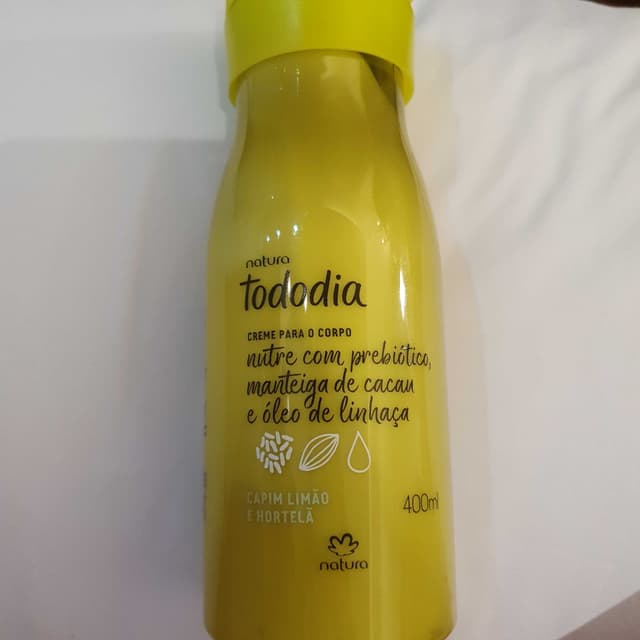 natura
tododia
CREME PARA O CORPO
nutre com prebiótico,
manteiga de cacau
e óleo de linhaça
CAPIM LIMÃO
E HORTELÃ
400ml
natura